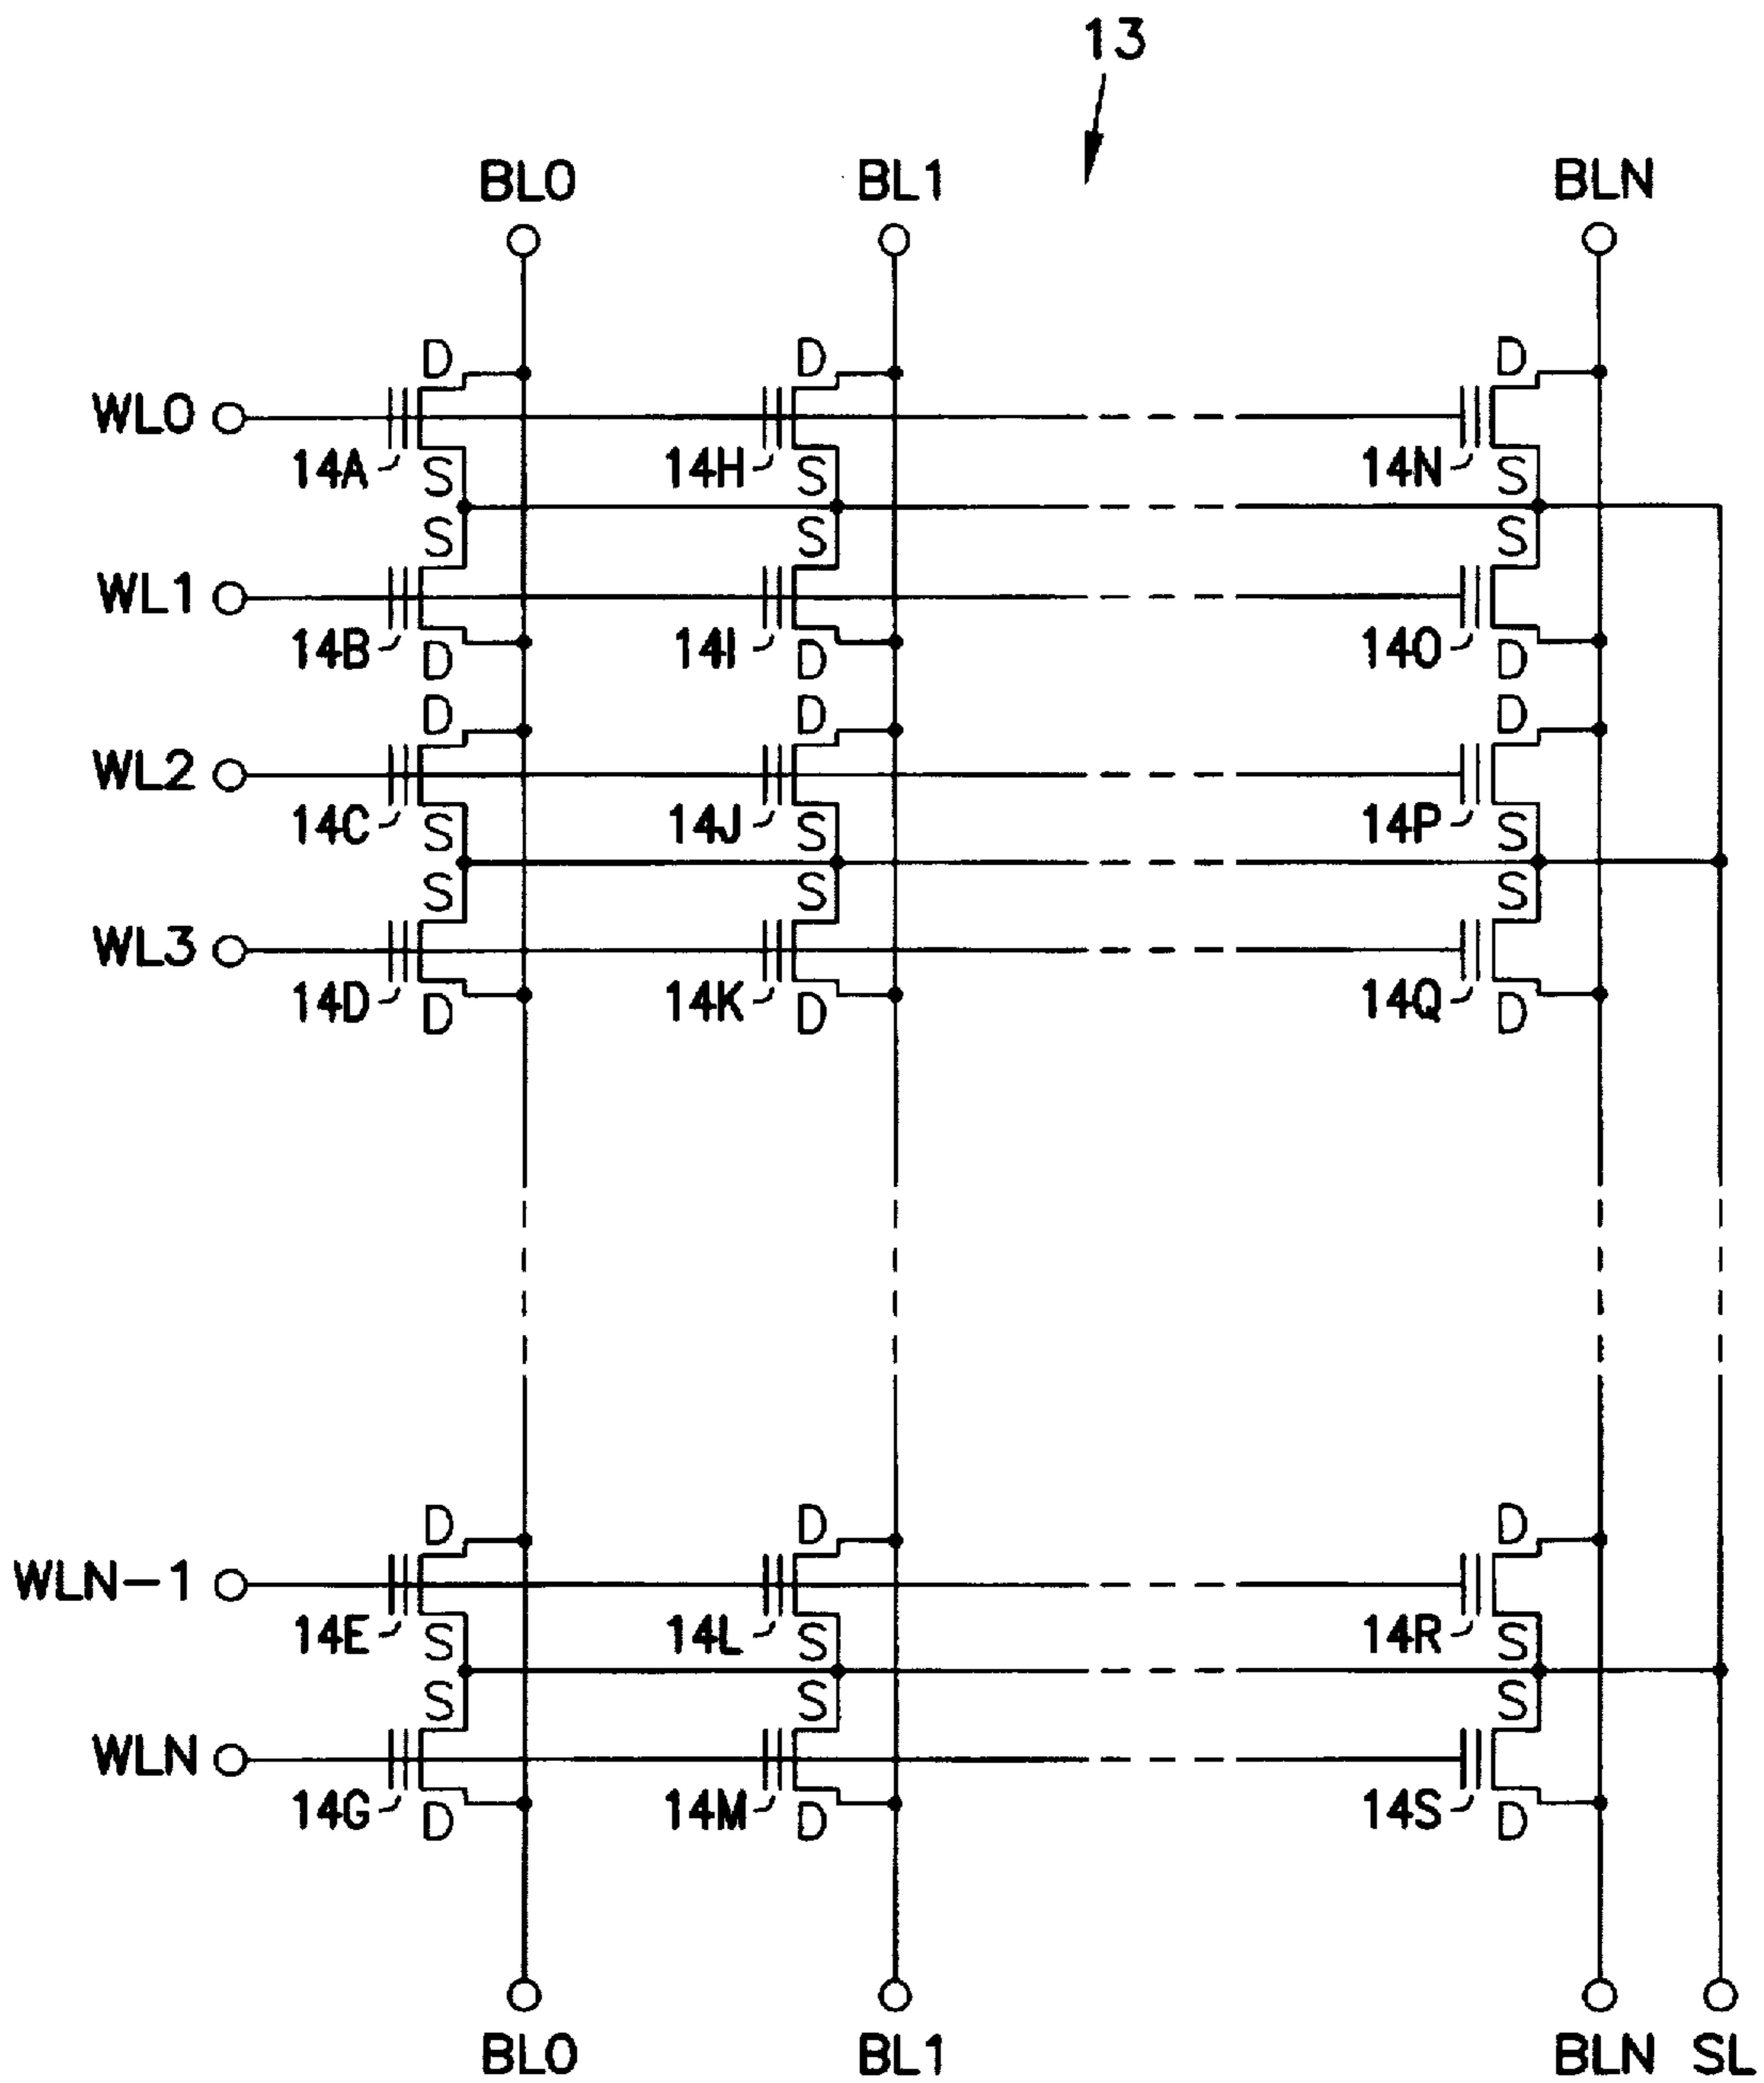 13
BL0 BL1 BLN
D D D
WL0
14A S 14H S 14N S
S S S
WL1
14B D 14I D 14O D
D D D
WL2
14C S 14J S 14P S
S S S
WL3
14D D 14K D 14Q D
D D D
WLN-1
14E S 14L S 14R S
S S S
WLN
14G D 14M D 14S D
BL0 BL1 BLN SL